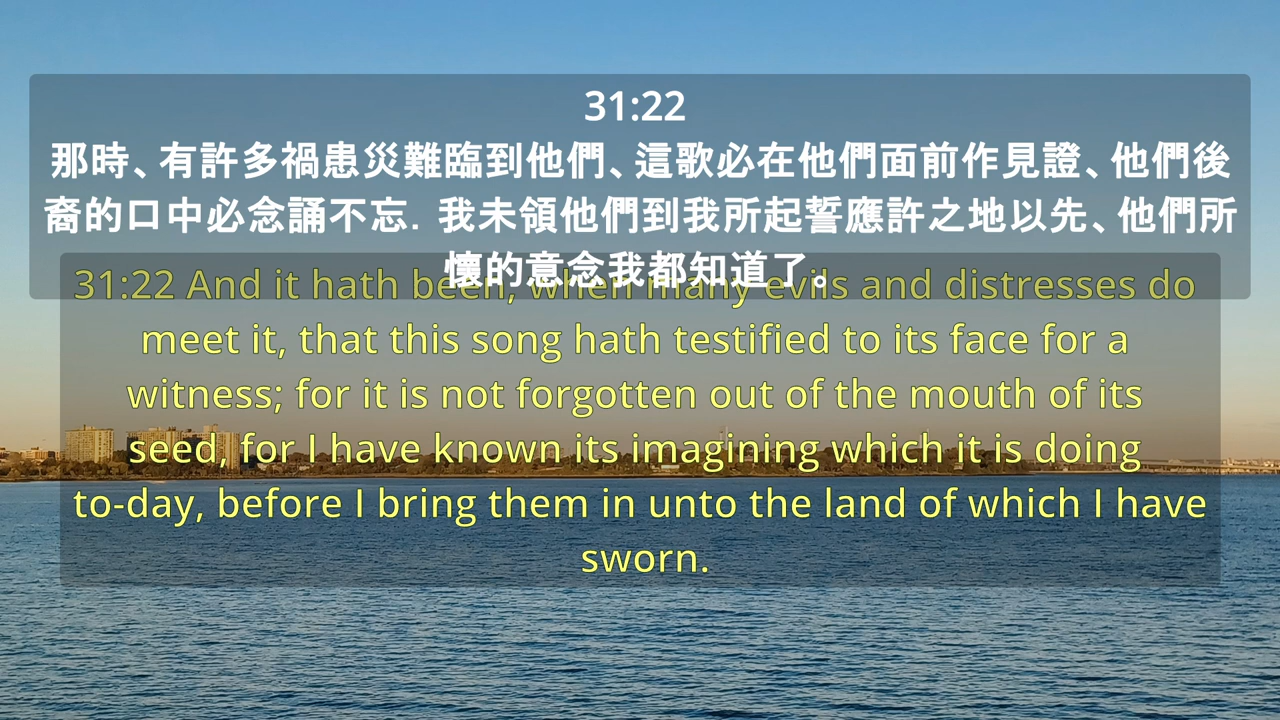 31:22
那時、有許多禍患災難臨到他們、這歌必在他們面前作見證、他們後
裔的口中必念誦不忘. 我未領他們到我所起誓應許之地以先、他們所
懷的意念我都知道了。
31:22 And it hath been, when many evils and distresses do
meet it, that this song hath testified to its face for a
witness; for it is not forgotten out of the mouth of its
seed, for I have known its imagining which it is doing
to-day, before I bring them in unto the land of which I have
sworn.